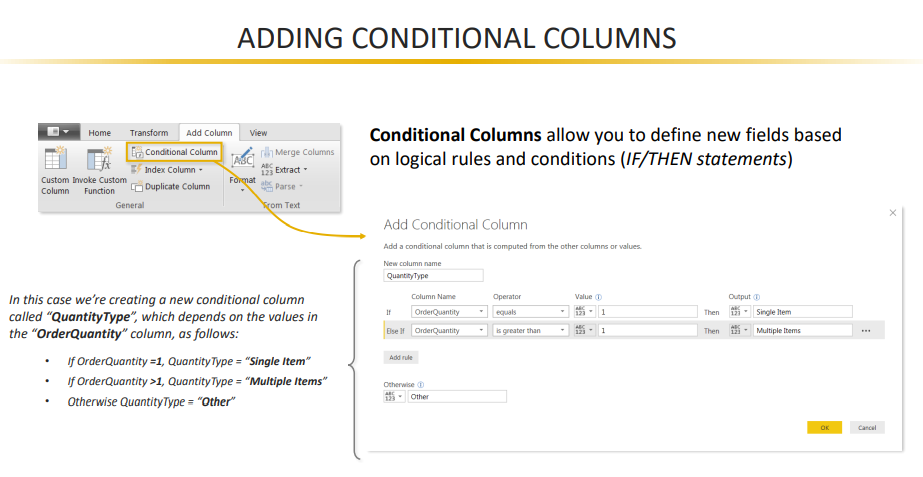 ADDING CONDITIONAL COLUMNS
Home Transform Add Column View
Conditional Column
Index Column
Duplicate Column
Custom Column
Invoke Custom Function
General
ABC
Format
Merge Columns
ABC 123 Extract
abc Parse
From Text
Conditional Columns allow you to define new fields based
on logical rules and conditions (IF/THEN statements)
Add Conditional Column
Add a conditional column that is computed from the other columns or values.
New column name
QuantityType
Column Name Operator Value Output
If OrderQuantity equals ABC 123 1 Then ABC 123 Single Item
Else If OrderQuantity is greater than ABC 123 1 Then ABC 123 Multiple Items ...
Add rule
Otherwise
ABC 123 Other
OK Cancel
In this case we’re creating a new conditional column
called “QuantityType”, which depends on the values in
the “OrderQuantity” column, as follows:
• If OrderQuantity =1, QuantityType = “Single Item”
• If OrderQuantity >1, QuantityType = “Multiple Items”
• Otherwise QuantityType = “Other”